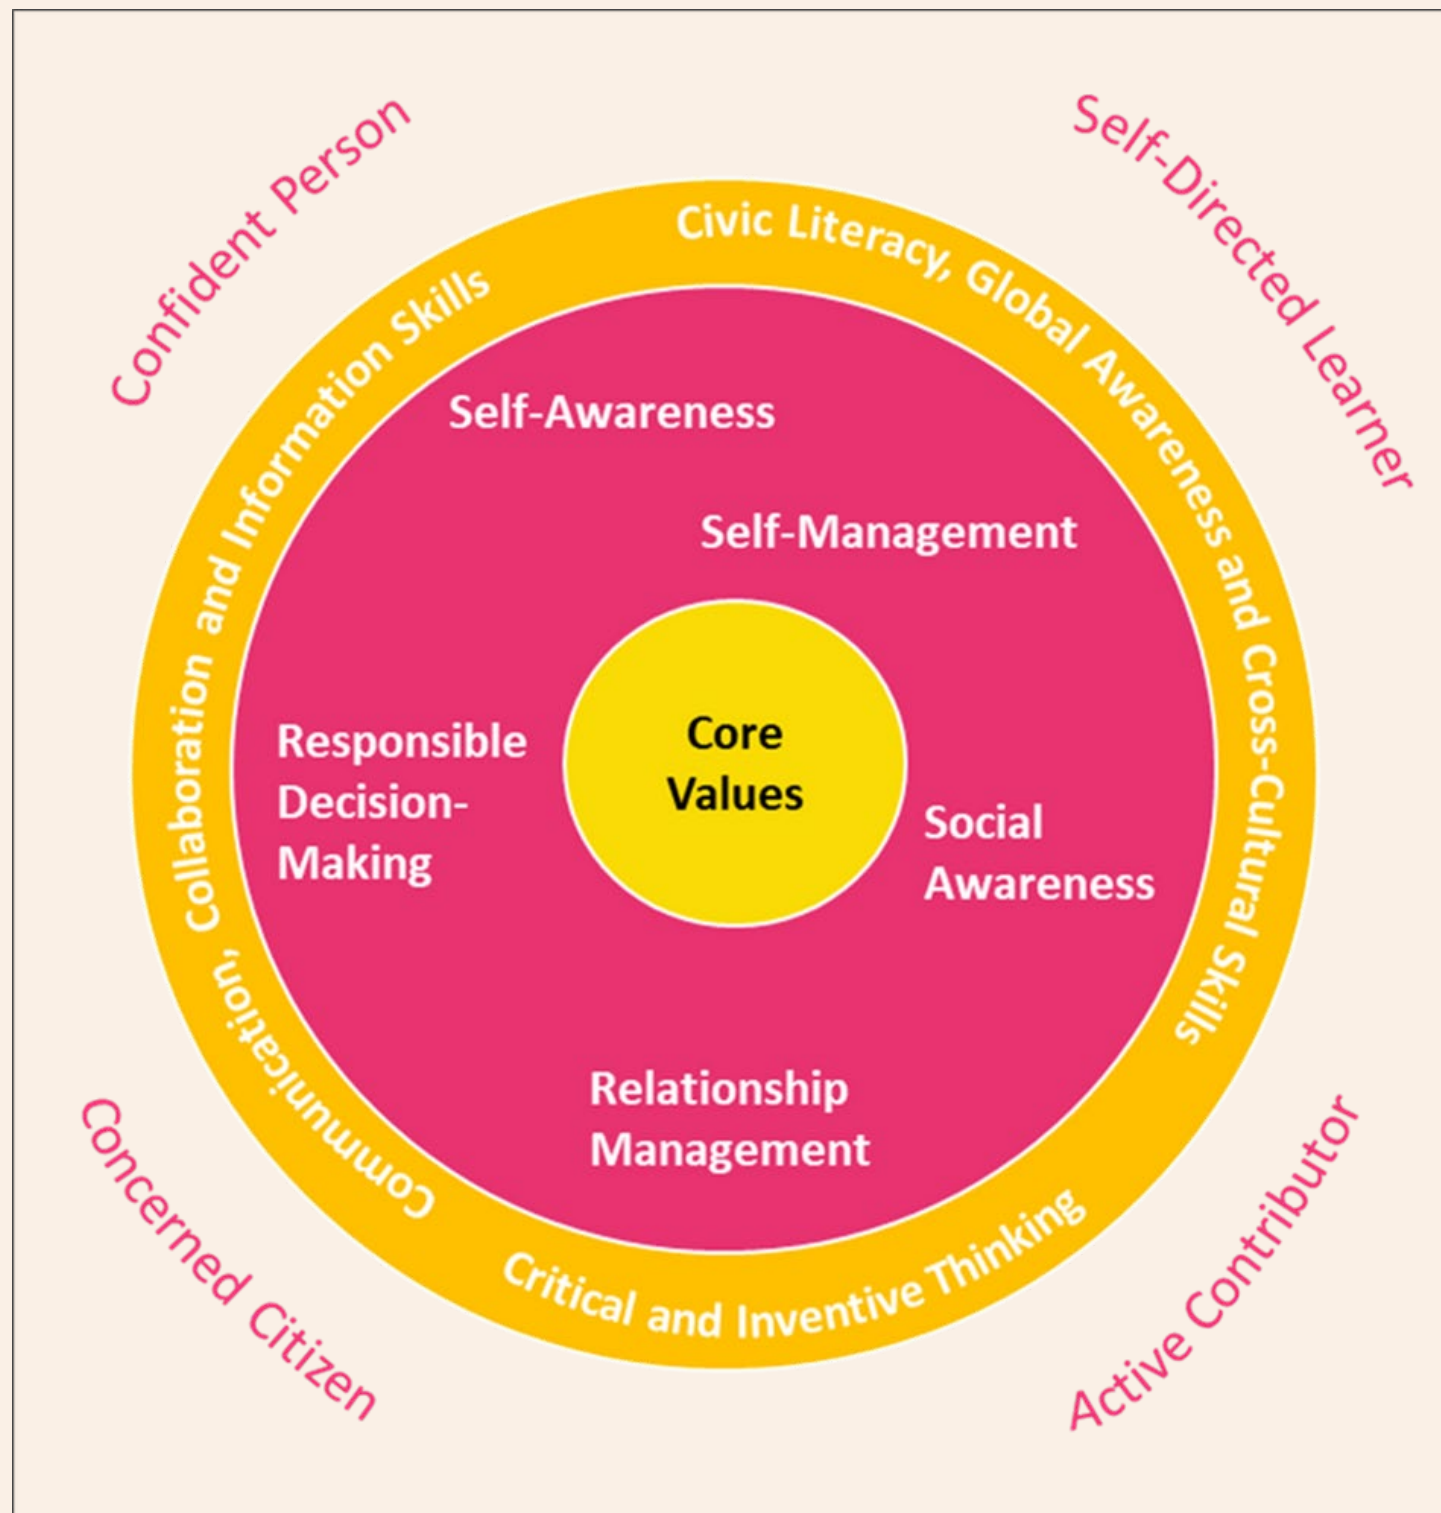 Confident Person
Self-Directed Learner
Civic Literacy, Global Awareness and Cross-Cultural Skills
Communication, Collaboration and Information Skills
Self-Awareness
Self-Management
Core
Values
Responsible
Decision-
Making
Social
Awareness
Relationship
Management
Critical and Inventive Thinking
Concerned Citizen
Active Contributor